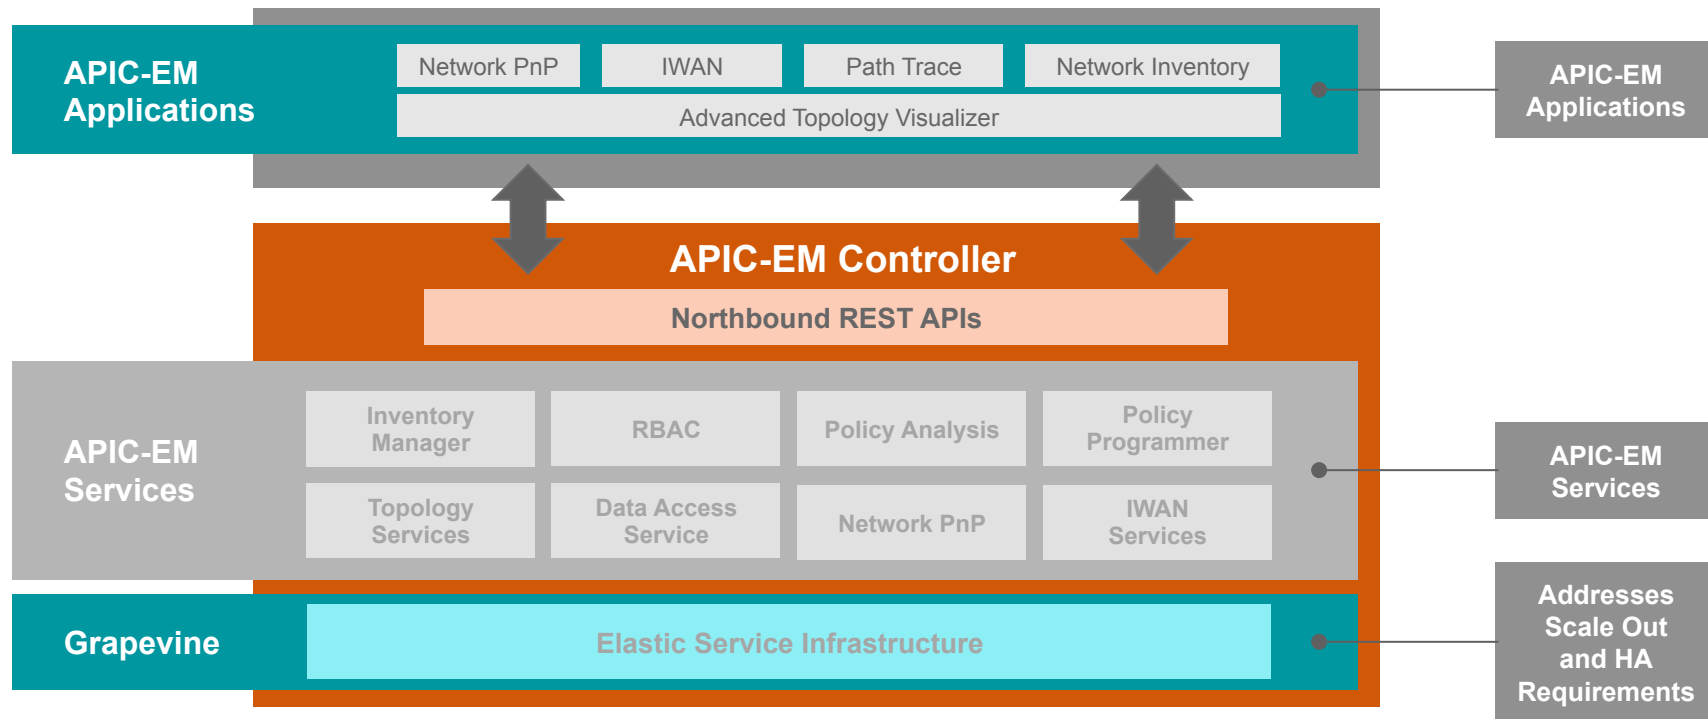 APIC-EM
Applications
Network PnP
IWAN
Path Trace
Network Inventory
Advanced Topology Visualizer
APIC-EM
Applications
APIC-EM Controller
Northbound REST APIs
APIC-EM
Services
Inventory
Manager
RBAC
Policy Analysis
Policy
Programmer
Topology
Services
Data Access
Service
Network PnP
IWAN
Services
APIC-EM
Services
Grapevine
Elastic Service Infrastructure
Addresses
Scale Out
and HA
Requirements